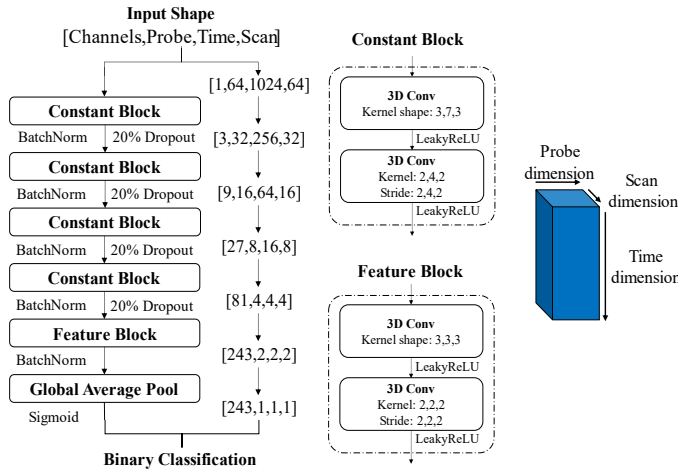 Input Shape
[Channels,Probe,Time,Scan]
Constant Block
BatchNorm 20% Dropout
Constant Block
BatchNorm 20% Dropout
Constant Block
BatchNorm 20% Dropout
Constant Block
BatchNorm 20% Dropout
Feature Block
BatchNorm
Global Average Pool
Sigmoid
Binary Classification
[1,64,1024,64]
[3,32,256,32]
[9,16,64,16]
[27,8,16,8]
[81,4,4,4]
[243,2,2,2]
[243,1,1,1]
Constant Block
3D Conv
Kernel shape: 3,7,3
LeakyReLU
3D Conv
Kernel: 2,4,2
Stride: 2,4,2
LeakyReLU
Feature Block
3D Conv
Kernel shape: 3,3,3
LeakyReLU
3D Conv
Kernel: 2,2,2
Stride: 2,2,2
LeakyReLU
Probe
dimension
Scan
dimension
Time
dimension